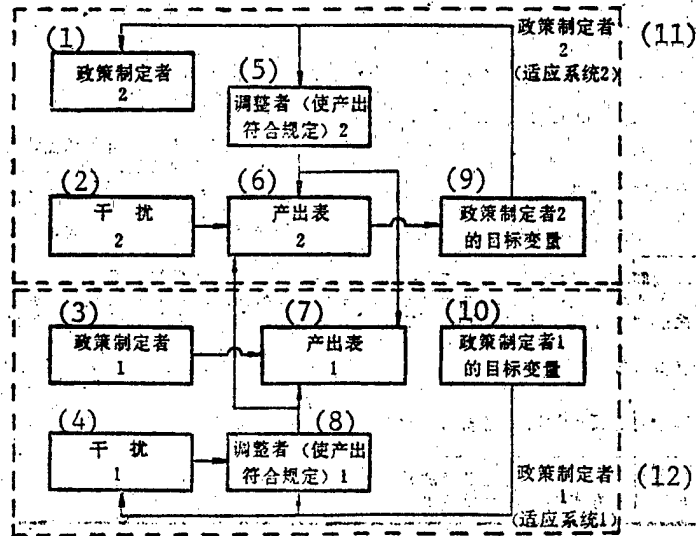 (1)
政策制定者
2
(5)
调整者（使产出
符合规定）2
政策制定者
2
（适应系统2）
(11)
(2)
干 扰
2
(6)
产出表
2
(9)
政策制定者2
的目标变量
(3)
政策制定者
1
(7)
产出表
1
(10)
政策制定者1
的目标变量
(4)
干 扰
1
(8)
调整者（使产出
符合规定）1
政策制定者
1
（适应系统1）
(12)